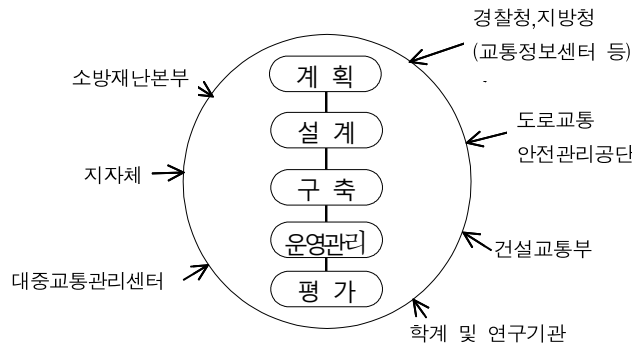 경찰청,지방청
(교통정보센터 등)
-
소방재난본부
계 획
설 계
도로교통
안전관리공단
지자체
구 축
운영관리
건설교통부
대중교통관리센터
평 가
학계 및 연구기관